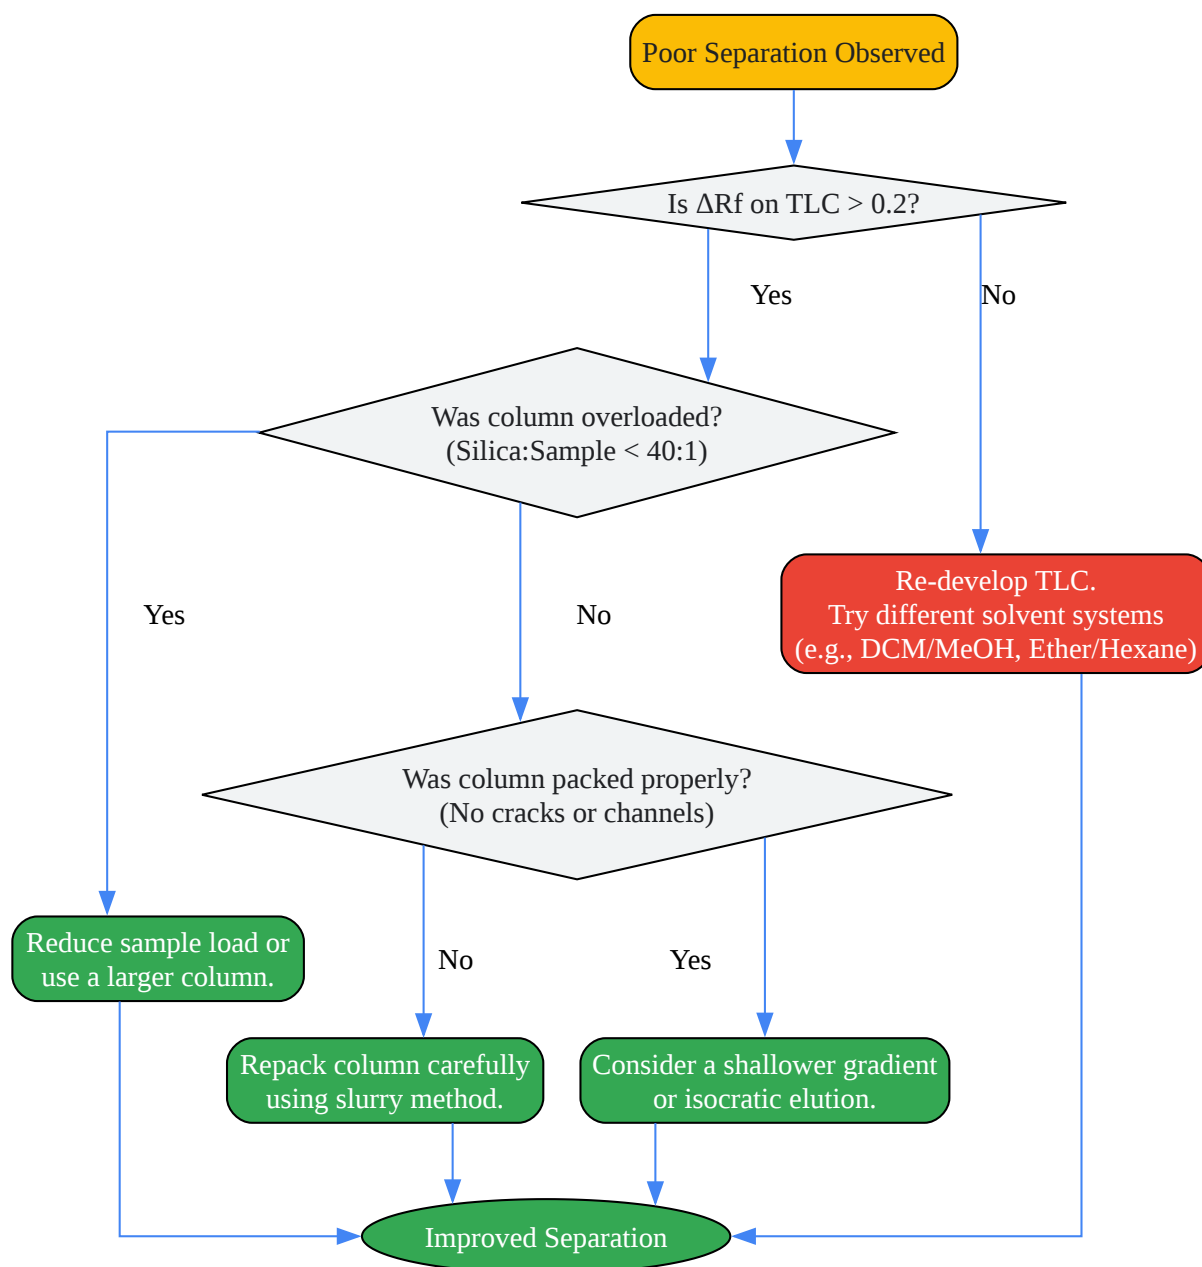 Poor Separation Observed
Is ΔRf on TLC > 0.2?
Yes
No
Was column overloaded?
(Silica:Sample < 40:1)
Re-develop TLC.
Try different solvent systems
(e.g., DCM/MeOH, Ether/Hexane)
Yes
No
Was column packed properly?
(No cracks or channels)
Reduce sample load or
use a larger column.
No
Yes
Repack column carefully
using slurry method.
Consider a shallower gradient
or isocratic elution.
Improved Separation